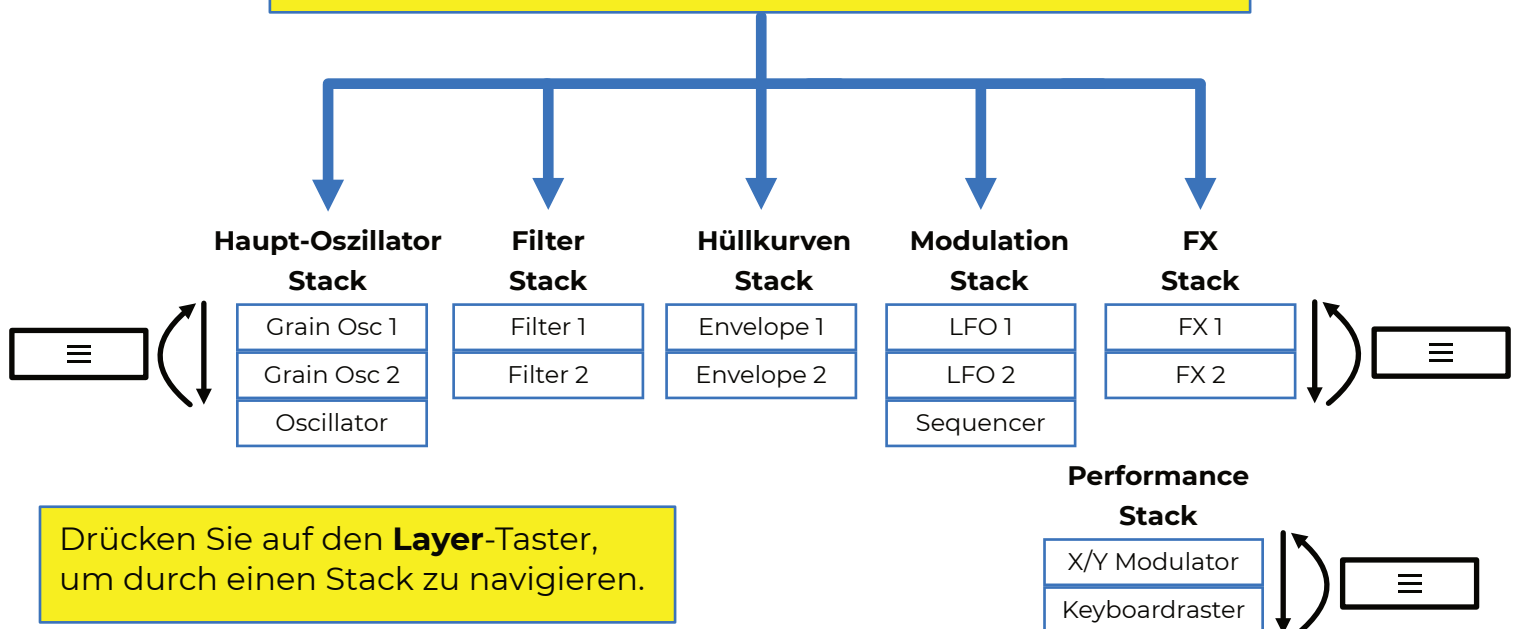 Haupt-Oszillator
Stack
Grain Osc 1
Grain Osc 2
Oscillator
Filter
Stack
Filter 1
Filter 2
Hüllkurven
Stack
Envelope 1
Envelope 2
Modulation
Stack
LFO 1
LFO 2
Sequencer
FX
Stack
FX 1
FX 2
Performance
Stack
X/Y Modulator
Keyboardraster
Drücken Sie auf den Layer-Taster,
um durch einen Stack zu navigieren.